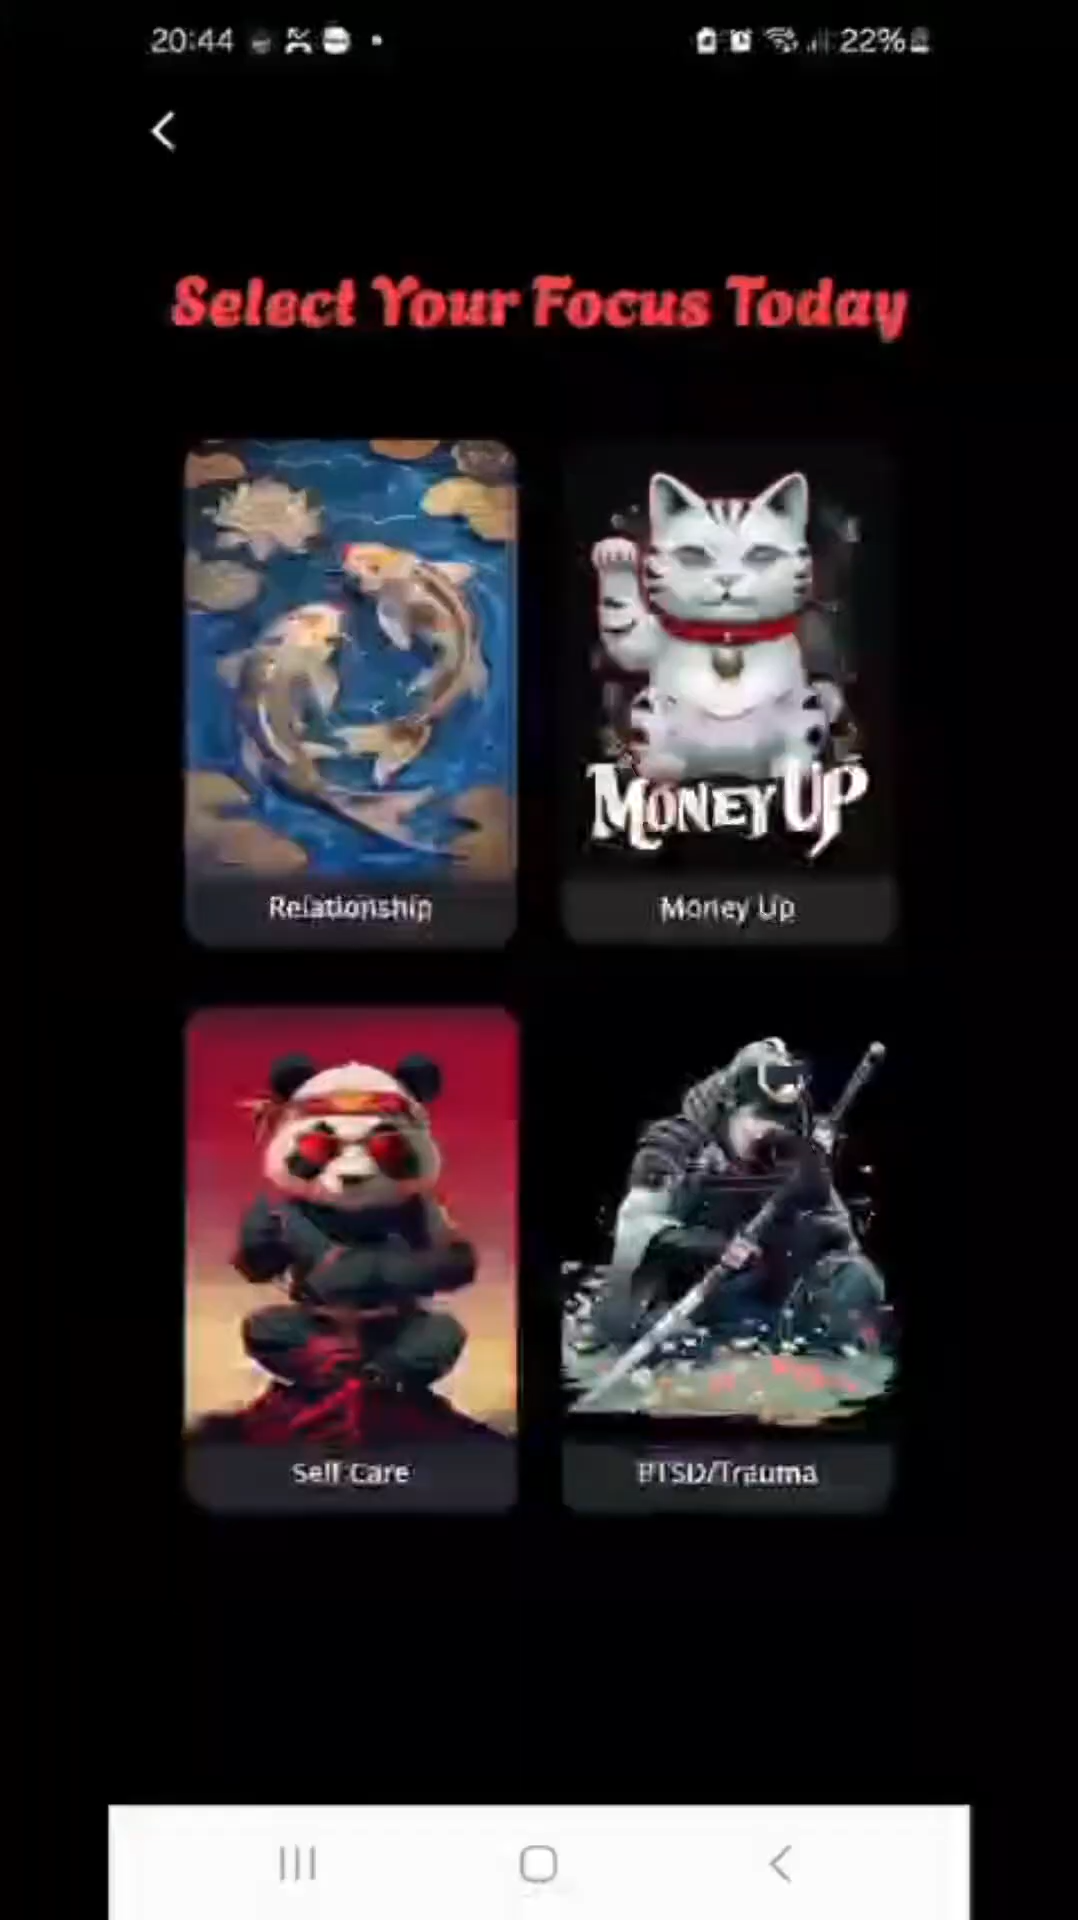 20:44
22%
Select Your Focus Today
MONEY UP
Relationship
Money Up
Self Care
PTSD/Trauma